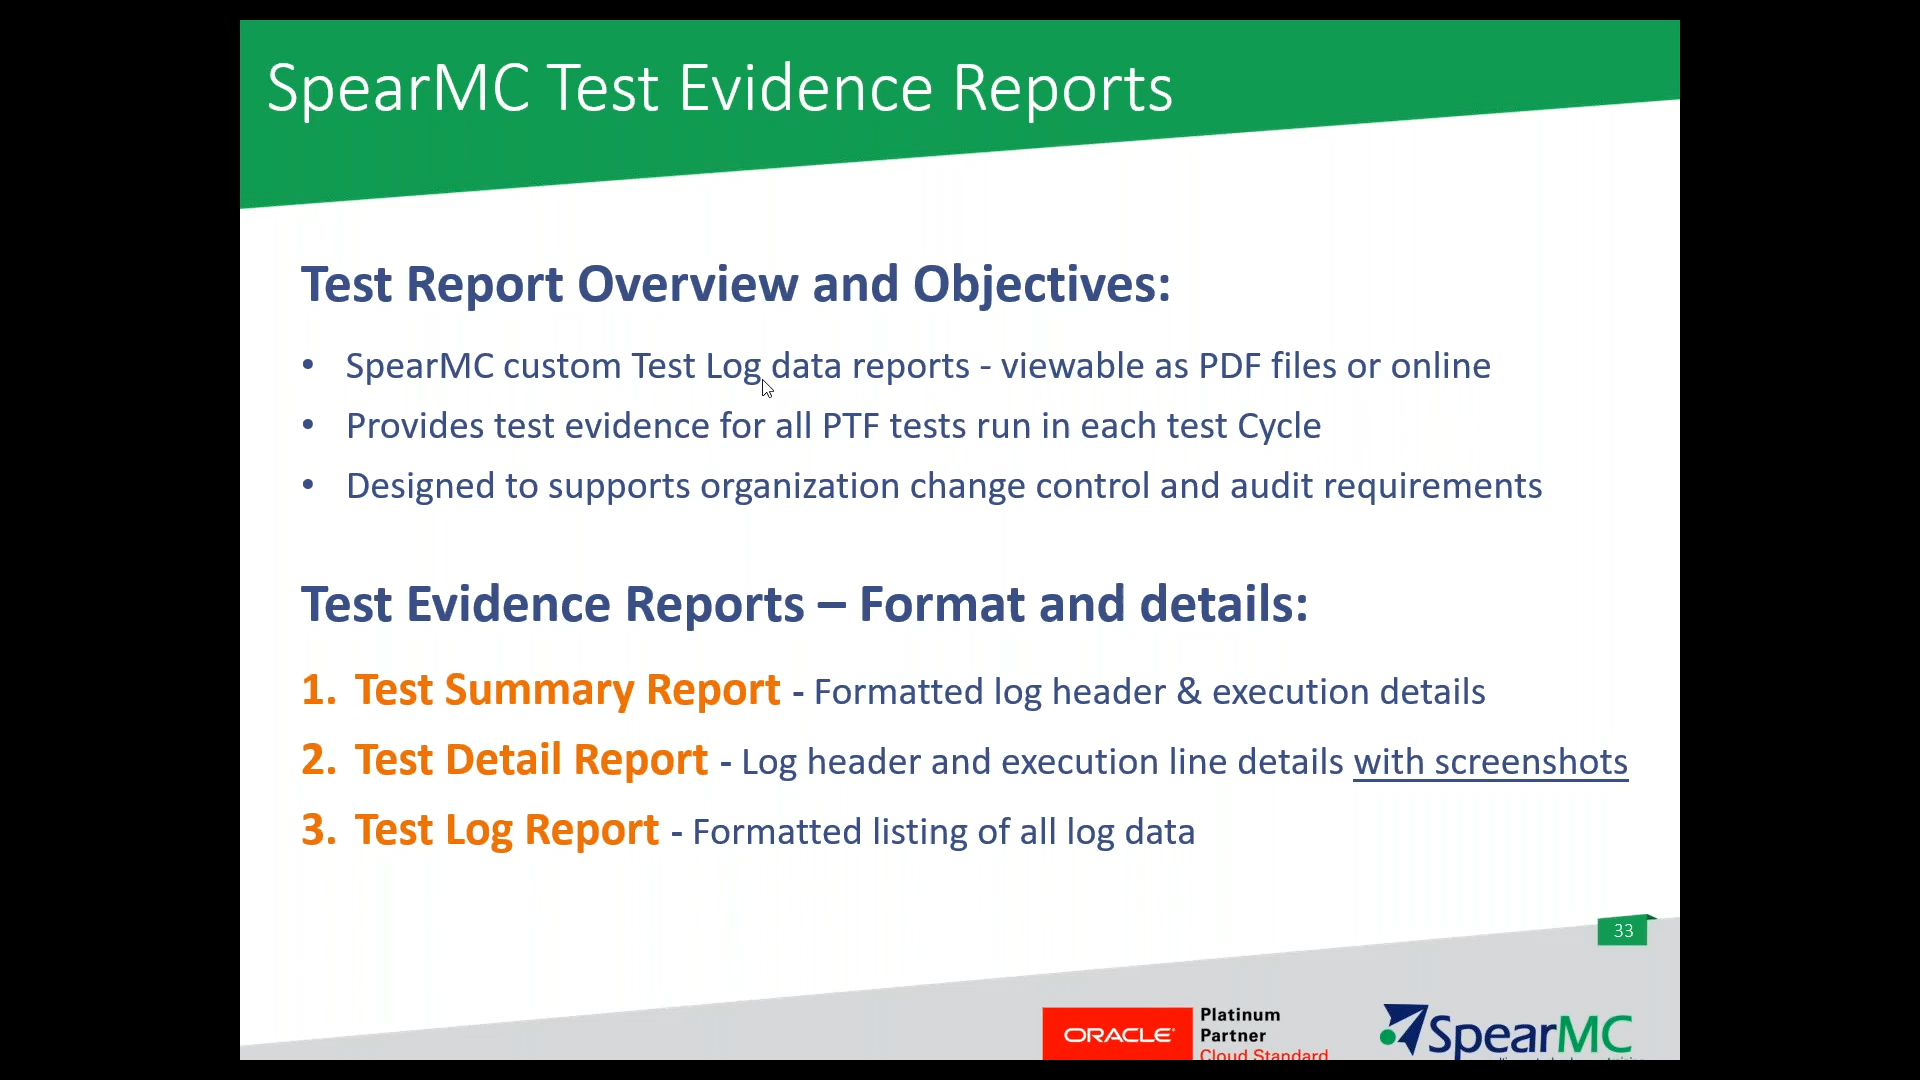 SpearMC Test Evidence Reports
Test Report Overview and Objectives:
• SpearMC custom Test Log data reports - viewable as PDF files or online
• Provides test evidence for all PTF tests run in each test Cycle
• Designed to supports organization change control and audit requirements
Test Evidence Reports – Format and details:
1. Test Summary Report - Formatted log header & execution details
2. Test Detail Report - Log header and execution line details with screenshots
3. Test Log Report - Formatted listing of all log data
33
ORACLE
Platinum
Partner
Cloud Standard
SpearMC